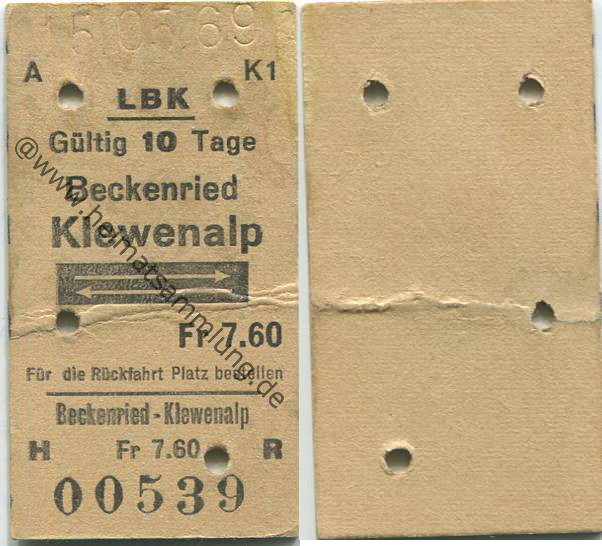 5.05.69
A K1
LBK
Gültig 10 Tage
Beckenried
Klewenalp
Fr 7.60
Für die Rückfahrt Platz bestellen
Beckenried - Klewenalp
H Fr 7.60 R
00539
@www.heimatsammlung.de